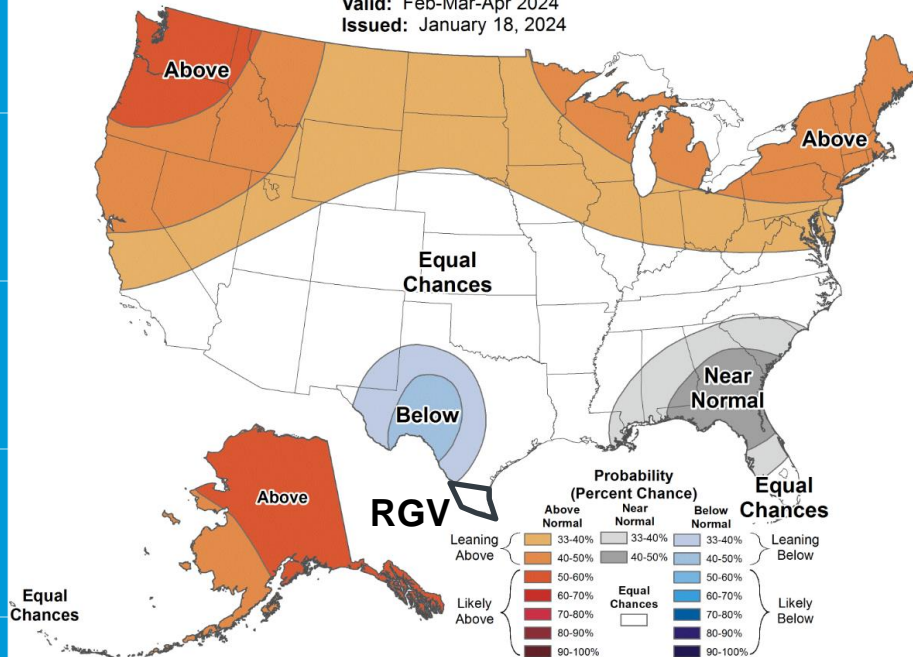 Valid: Feb-Mar-Apr 2024
Issued: January 18, 2024
Above
Above
Equal
Chances
Near
Normal
Below
Above
RGV
Equal
Chances
Equal
Chances
Probability
(Percent Chance)
Above
Normal
Near
Normal
Below
Normal
Leaning
Above
33-40%
33-40%
33-40%
Leaning
Below
40-50%
40-50%
40-50%
Likely
Above
50-60%
50-60%
Likely
Below
60-70%
Equal
Chances
60-70%
70-80%
70-80%
80-90%
80-90%
90-100%
90-100%